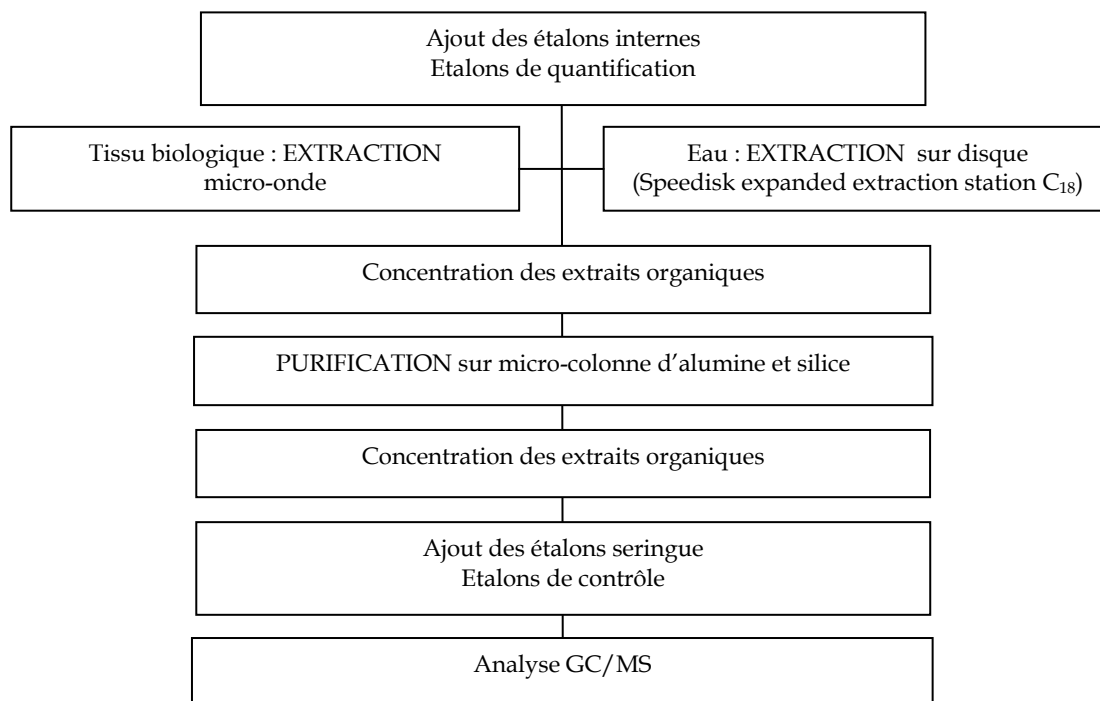 Ajout des étalons internes
Etalons de quantification
Tissu biologique : EXTRACTION
micro-onde
Eau : EXTRACTION sur disque
(Speedisk expanded extraction station C₁₈)
Concentration des extraits organiques
PURIFICATION sur micro-colonne d’alumine et silice
Concentration des extraits organiques
Ajout des étalons seringue
Etalons de contrôle
Analyse GC/MS